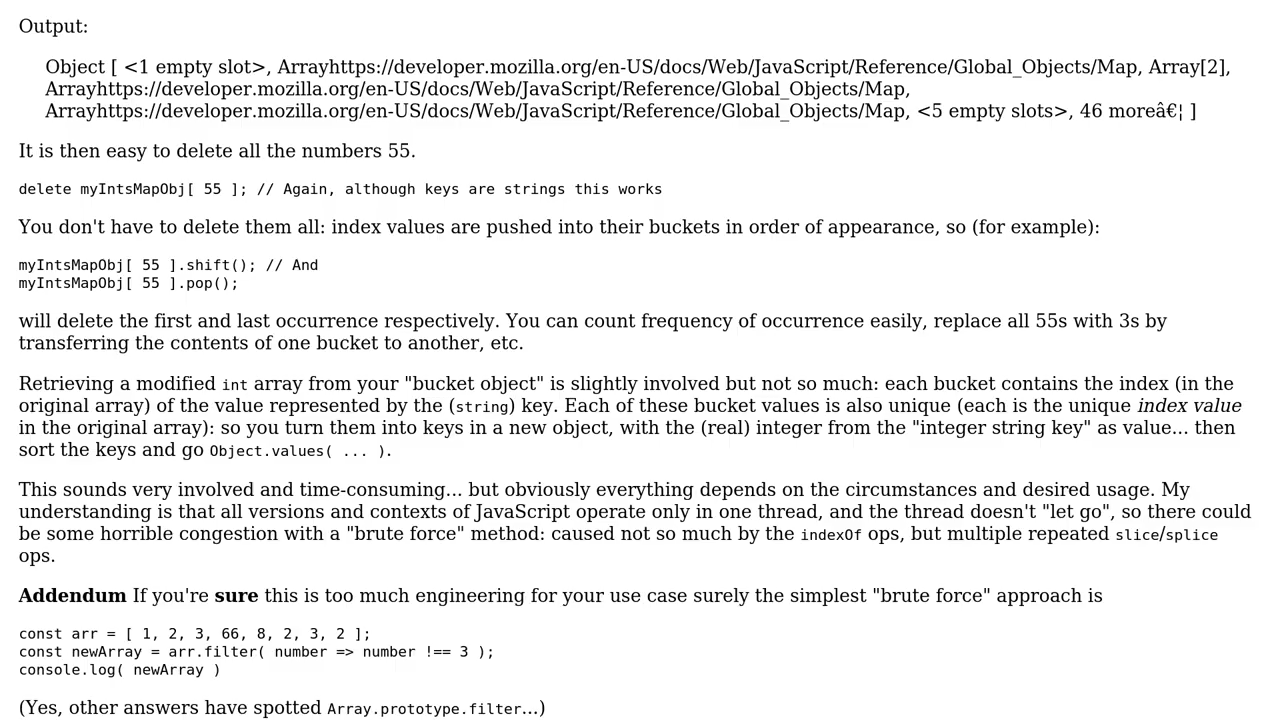 Output:
Object [ <1 empty slot>, Arrayhttps://developer.mozilla.org/en-US/docs/Web/JavaScript/Reference/Global_Objects/Map, Array[2],
Arrayhttps://developer.mozilla.org/en-US/docs/Web/JavaScript/Reference/Global_Objects/Map,
Arrayhttps://developer.mozilla.org/en-US/docs/Web/JavaScript/Reference/Global_Objects/Map, <5 empty slots>, 46 moreâ€¦ ]
It is then easy to delete all the numbers 55.
delete myIntsMapObj[ 55 ]; // Again, although keys are strings this works
You don't have to delete them all: index values are pushed into their buckets in order of appearance, so (for example):
myIntsMapObj[ 55 ].shift(); // And
myIntsMapObj[ 55 ].pop();
will delete the first and last occurrence respectively. You can count frequency of occurrence easily, replace all 55s with 3s by
transferring the contents of one bucket to another, etc.
Retrieving a modified int array from your "bucket object" is slightly involved but not so much: each bucket contains the index (in the
original array) of the value represented by the (string) key. Each of these bucket values is also unique (each is the unique index value
in the original array): so you turn them into keys in a new object, with the (real) integer from the "integer string key" as value... then
sort the keys and go Object.values( ... ).
This sounds very involved and time-consuming... but obviously everything depends on the circumstances and desired usage. My
understanding is that all versions and contexts of JavaScript operate only in one thread, and the thread doesn't "let go", so there could
be some horrible congestion with a "brute force" method: caused not so much by the indexOf ops, but multiple repeated slice/splice
ops.
Addendum If you're sure this is too much engineering for your use case surely the simplest "brute force" approach is
const arr = [ 1, 2, 3, 66, 8, 2, 3, 2 ];
const newArray = arr.filter( number => number !== 3 );
console.log( newArray )
(Yes, other answers have spotted Array.prototype.filter...)